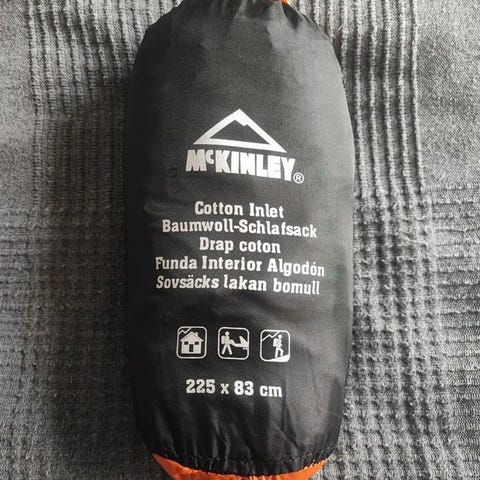 McKINLEY®
Cotton Inlet
Baumwoll-Schlafsack
Drap coton
Funda Interior Algodón
Sovsäcks lakan bomull
225 x 83 cm